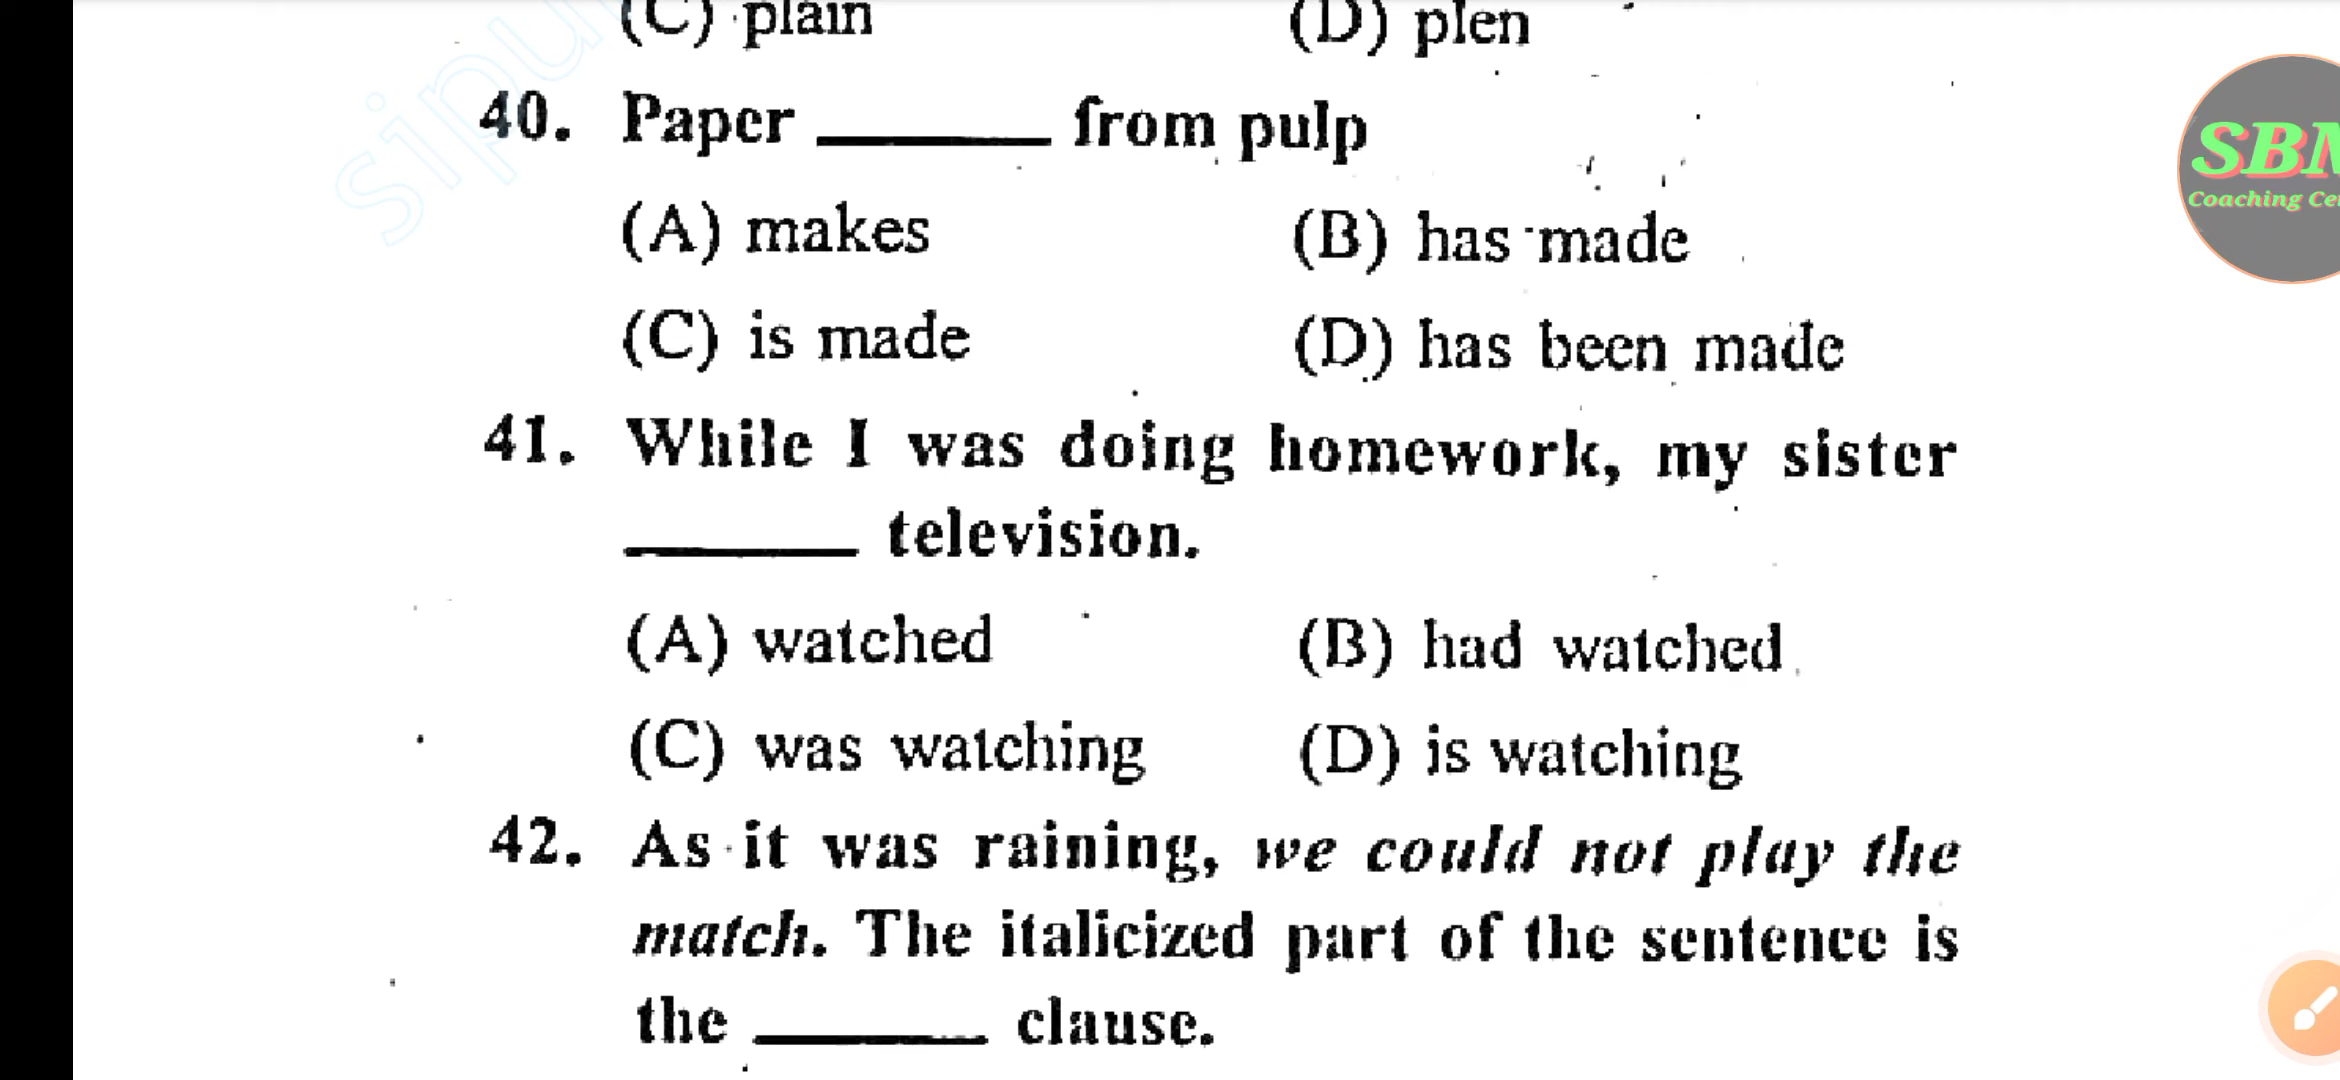 (C) plain (D) plen
40. Paper ______ from pulp
(A) makes (B) has made
(C) is made (D) has been made
41. While I was doing homework, my sister
______ television.
(A) watched (B) had watched
(C) was watching (D) is watching
42. As it was raining, we could not play the
match. The italicized part of the sentence is
the ______ clause.
SBM
Coaching Ce